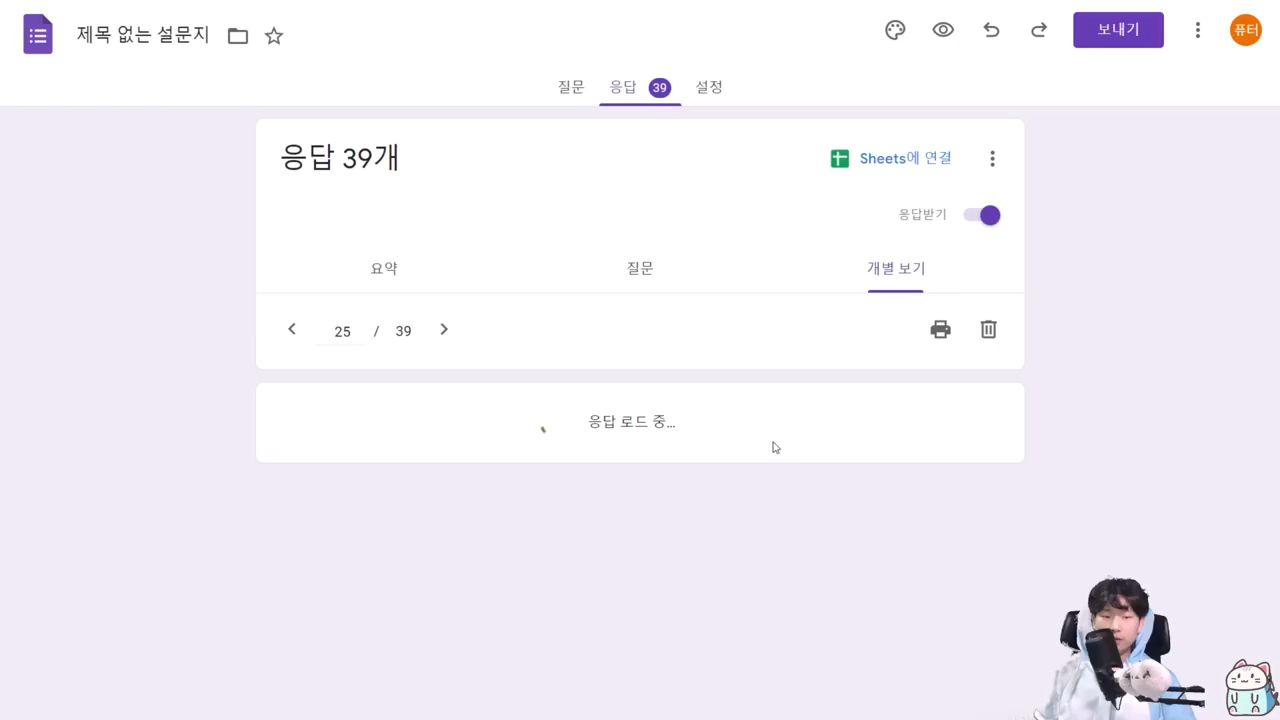 제목 없는 설문지
보내기
퓨터
질문
응답 39
설정
응답 39개
Sheets에 연결
응답받기
요약
질문
개별 보기
25 / 39
응답 로드 중...